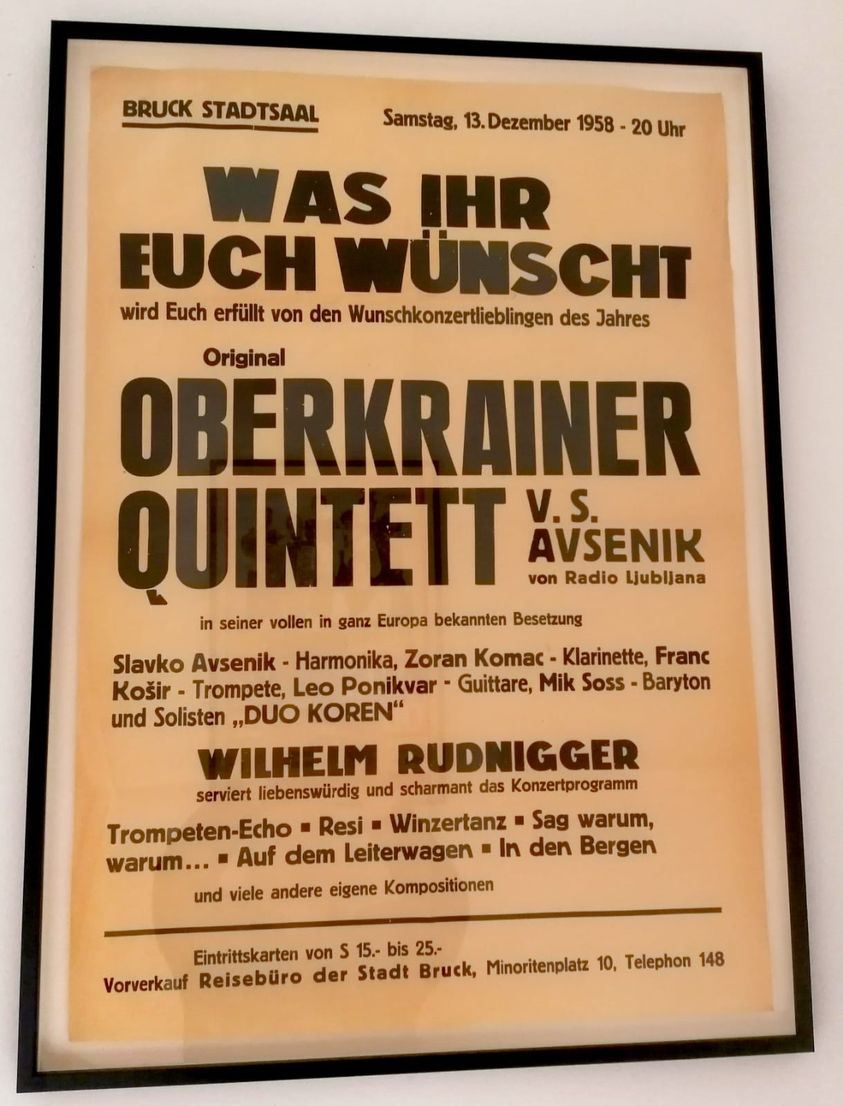 BRUCK STADTSAAL
Samstag, 13. Dezember 1958 - 20 Uhr
WAS IHR
EUCH WÜNSCHT
wird Euch erfüllt von den Wunschkonzertlieblingen des Jahres
Original
OBERKRAINER
QUINTETT
V. S.
AVSENIK
von Radio Ljubljana
in seiner vollen in ganz Europa bekannten Besetzung
Slavko Avsenik - Harmonika, Zoran Komac - Klarinette, Franc
Košir - Trompete, Leo Ponikvar - Guittare, Mik Soss - Baryton
und Solisten „DUO KOREN“
WILHELM RUDNIGGER
serviert liebenswürdig und scharmant das Konzertprogramm
Trompeten-Echo ▪ Resi ▪ Winzertanz ▪ Sag warum,
warum... ▪ Auf dem Leiterwagen ▪ In den Bergen
und viele andere eigene Kompositionen
Eintrittskarten von S 15.- bis 25.-
Vorverkauf Reisebüro der Stadt Bruck, Minoritenplatz 10, Telephon 148